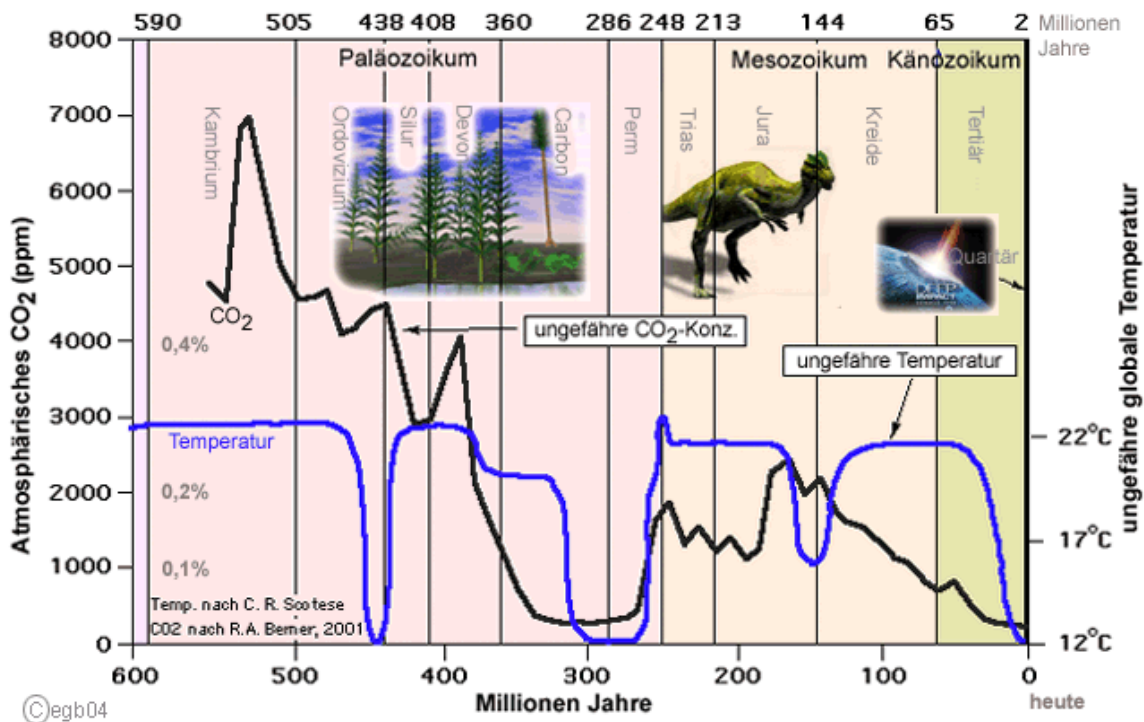 590 505 438 408 360 286 248 213 144 65 2 Millionen
Jahre
8000
7000
6000
5000
4000
3000
2000
1000
0
Atmosphärisches CO2 (ppm)
Paläozoikum
Mesozoikum
Känozoikum
Kambrium
Ordovizium
Silur
Devon
Carbon
Perm
Trias
Jura
Kreide
Tertiär
Quartär
DEEP
IMPACT
CO2
ungefähre CO2-Konz.
ungefähre Temperatur
0,4%
Temperatur
0,2%
0,1%
Temp. nach C. R. Scotese
CO2 nach R.A. Berner, 2001
22°C
17°C
12°C
ungefähre globale Temperatur
600 500 400 300 200 100 0
Millionen Jahre
heute
©egb04